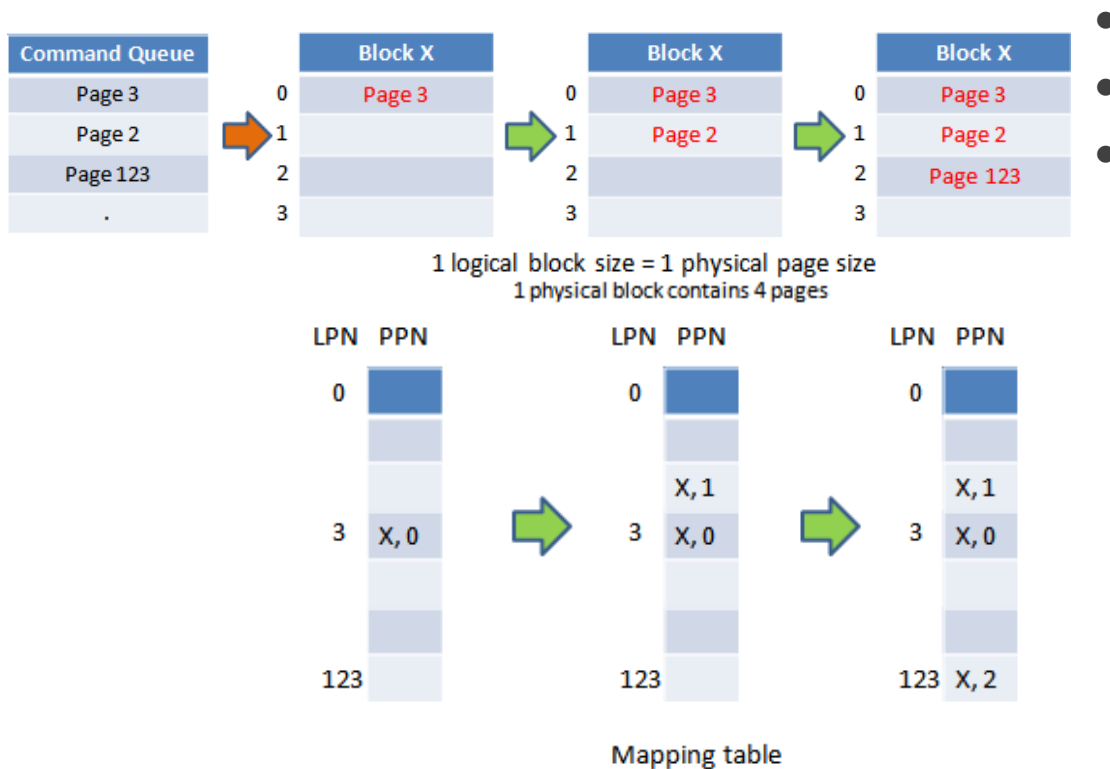 Command Queue
Page 3
Page 2
Page 123
.
Block X
0 Page 3
1
2
3
Block X
0 Page 3
1 Page 2
2
3
Block X
0 Page 3
1 Page 2
2 Page 123
3
1 logical block size = 1 physical page size
1 physical block contains 4 pages
LPN PPN
0
3 X, 0
123
LPN PPN
0
X, 1
3 X, 0
123
LPN PPN
0
X, 1
3 X, 0
123 X, 2
Mapping table